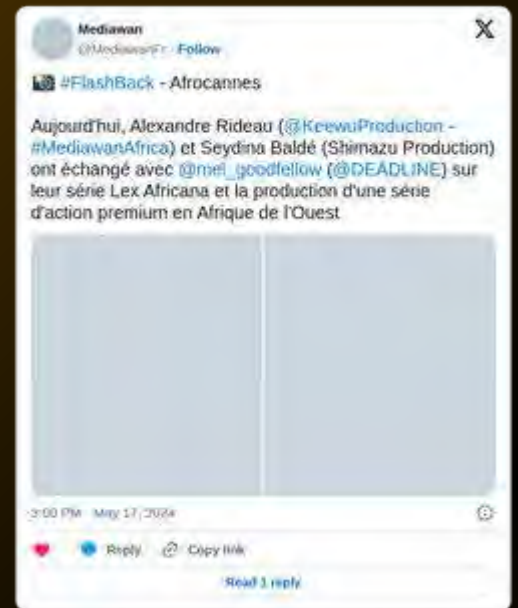 Mediawan
@MediawanFr · Follow
#FlashBack - Afrocannes
Aujourd'hui, Alexandre Rideau (@KeewuProduction -
#MediawanAfrica) et Seydina Baldé (Shimazu Production)
ont échangé avec @mel_goodfellow (@DEADLINE) sur
leur série Lex Africana et la production d'une série
d'action premium en Afrique de l'Ouest
3:00 PM · May 17, 2024
Reply
Copy link
Read 1 reply